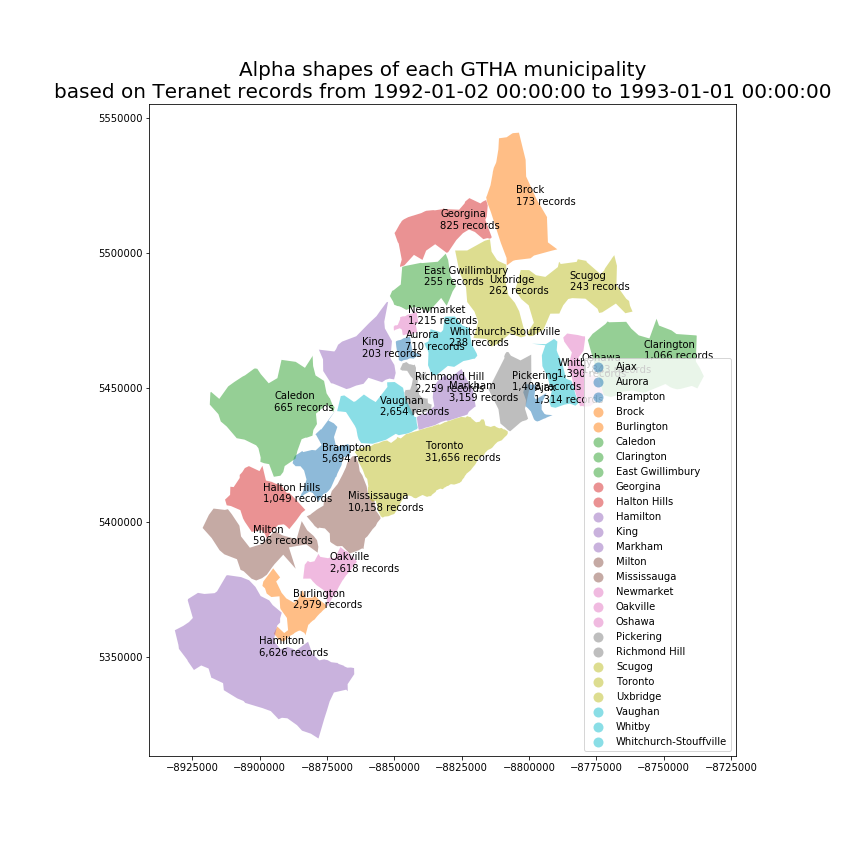 Alpha shapes of each GTHA municipality
based on Teranet records from 1992-01-02 00:00:00 to 1993-01-01 00:00:00
5550000
5500000
5450000
5400000
5350000
Brock
173 records
Georgina
825 records
East Gwillimbury
255 records
Uxbridge
262 records
Scugog
243 records
Newmarket
1,215 records
Aurora
710 records
Whitchurch-Stouffville
238 records
King
203 records
Clarington
1,066 records
Oshawa
Whitby
1,390
Richmond Hill
2,259 records
Markham
3,159 records
Pickering
1,408
Ajax
1,314 records
Caledon
665 records
Vaughan
2,654 records
Brampton
5,694 records
Toronto
31,656 records
Halton Hills
1,049 records
Mississauga
10,158 records
Milton
596 records
Oakville
2,618 records
Burlington
2,979 records
Hamilton
6,626 records
Ajax
Aurora
Brampton
Brock
Burlington
Caledon
Clarington
East Gwillimbury
Georgina
Halton Hills
Hamilton
King
Markham
Milton
Mississauga
Newmarket
Oakville
Oshawa
Pickering
Richmond Hill
Scugog
Toronto
Uxbridge
Vaughan
Whitby
Whitchurch-Stouffville
−8925000 −8900000 −8875000 −8850000 −8825000 −8800000 −8775000 −8750000 −8725000